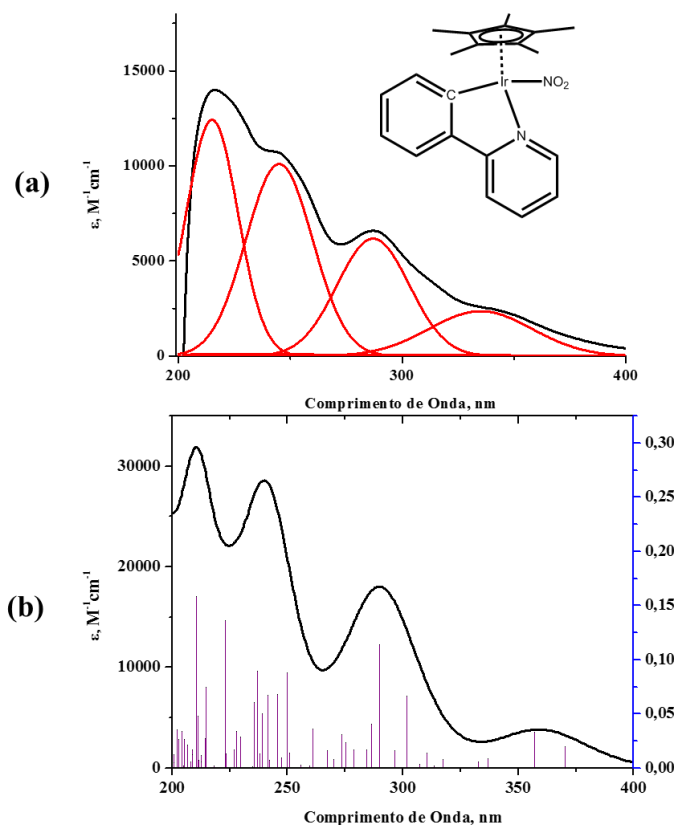 (a)
ε, M⁻¹cm⁻¹
15000
10000
5000
0
200
300
400
Comprimento de Onda, nm
Ir
NO₂
C
N
(b)
ε, M⁻¹cm⁻¹
30000
20000
10000
0
200
250
300
350
400
0,30
0,25
0,20
0,15
0,10
0,05
0,00
Comprimento de Onda, nm